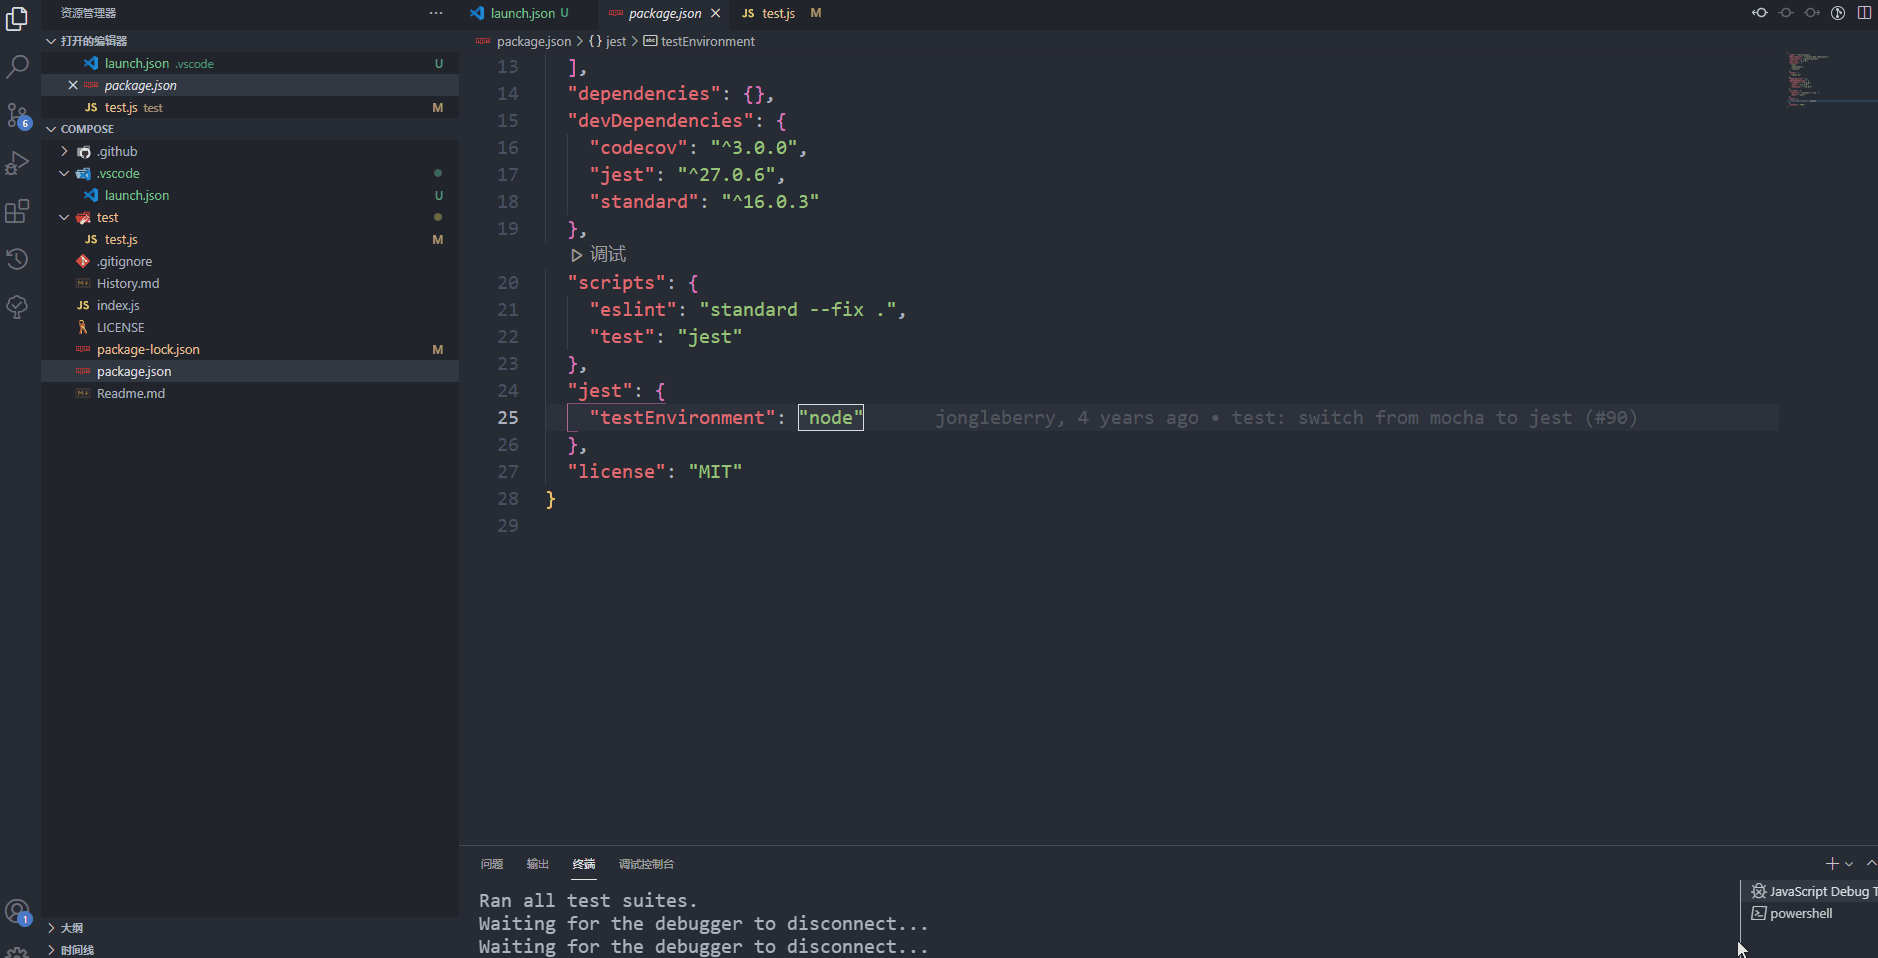 资源管理器
打开的编辑器
launch.json .vscode U
package.json
test.js test M
COMPOSE
.github
.vscode
launch.json U
test
JS test.js M
.gitignore
History.md
JS index.js
LICENSE
package-lock.json M
package.json
Readme.md
大纲
时间线
6
1
launch.json U
package.json
JS test.js M
package.json > {} jest > testEnvironment
13 ],
14 "dependencies": {},
15 "devDependencies": {
16 "codecov": "^3.0.0",
17 "jest": "^27.0.6",
18 "standard": "^16.0.3"
19 },
调试
20 "scripts": {
21 "eslint": "standard --fix .",
22 "test": "jest"
23 },
24 "jest": {
25 "testEnvironment": "node" jongleberry, 4 years ago • test: switch from mocha to jest (#90)
26 },
27 "license": "MIT"
28 }
29
问题 输出 终端 调试控制台
Ran all test suites.
Waiting for the debugger to disconnect...
Waiting for the debugger to disconnect...
JavaScript Debug T
powershell